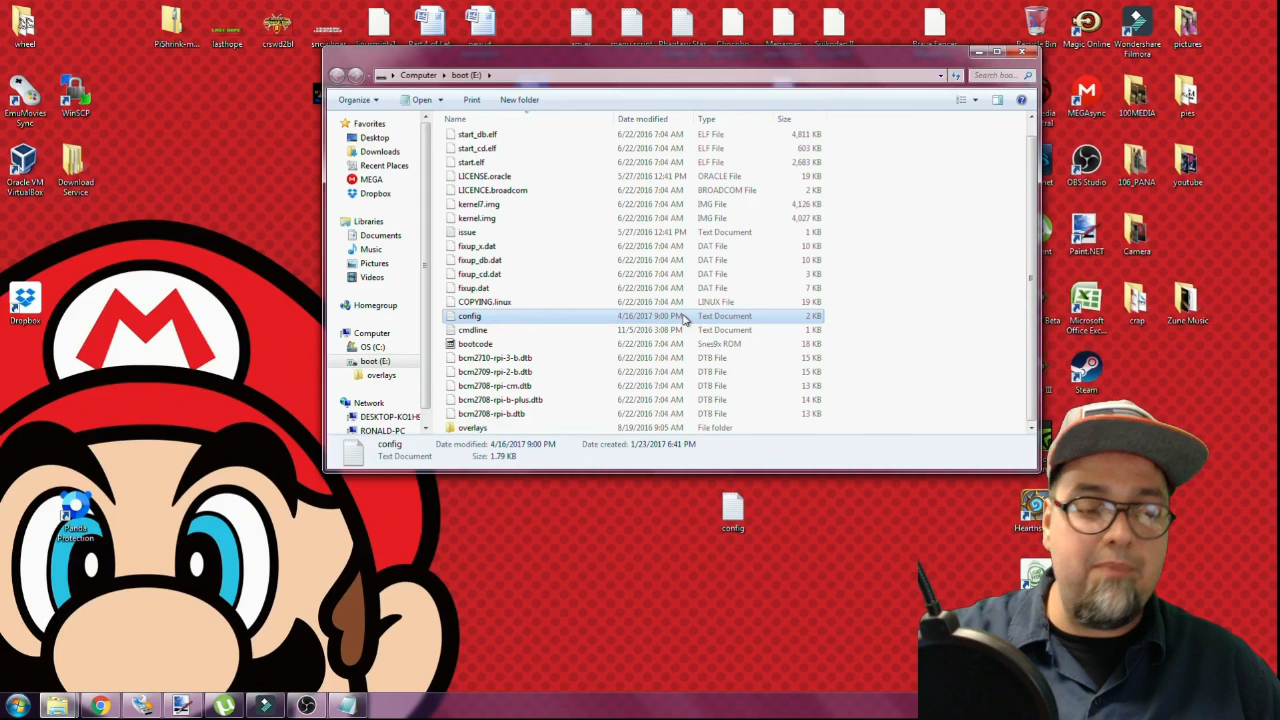 wheel
PiShrink-m...
lasthope
crswd2bl
Recycle Bin
Magic Online
Wondershare
Filmora
pictures
EmuMovies
Sync
WinSCP
Oracle VM
VirtualBox
Download
Service
Dropbox
Panda
Protection
MEGAsync
100MEDIA
pies
OBS Studio
106_PANA
youtube
Paint.NET
Camera
Beta
Microsoft
Office Exc...
crap
Zune Music
Steam
config
Computer
boot (E:)
Search boo...
Organize
Open
Print
New folder
Favorites
Desktop
Downloads
Recent Places
MEGA
Dropbox
Libraries
Documents
Music
Pictures
Videos
Homegroup
Computer
OS (C:)
boot (E:)
overlays
Network
DESKTOP-KO1HS
RONALD-PC
Name Date modified Type Size
start_db.elf 6/22/2016 7:04 AM ELF File 4,811 KB
start_cd.elf 6/22/2016 7:04 AM ELF File 603 KB
start.elf 6/22/2016 7:04 AM ELF File 2,683 KB
LICENSE.oracle 5/27/2016 12:41 PM ORACLE File 19 KB
LICENCE.broadcom 6/22/2016 7:04 AM BROADCOM File 2 KB
kernel7.img 6/22/2016 7:04 AM IMG File 4,126 KB
kernel.img 6/22/2016 7:04 AM IMG File 4,027 KB
issue 5/27/2016 12:41 PM Text Document 1 KB
fixup_x.dat 6/22/2016 7:04 AM DAT File 10 KB
fixup_db.dat 6/22/2016 7:04 AM DAT File 10 KB
fixup_cd.dat 6/22/2016 7:04 AM DAT File 3 KB
fixup.dat 6/22/2016 7:04 AM DAT File 7 KB
COPYING.linux 6/22/2016 7:04 AM LINUX File 19 KB
config 4/16/2017 9:00 PM Text Document 2 KB
cmdline 11/5/2016 3:08 PM Text Document 1 KB
bootcode 6/22/2016 7:04 AM Snes9x ROM 18 KB
bcm2710-rpi-3-b.dtb 6/22/2016 7:04 AM DTB File 15 KB
bcm2709-rpi-2-b.dtb 6/22/2016 7:04 AM DTB File 15 KB
bcm2708-rpi-cm.dtb 6/22/2016 7:04 AM DTB File 13 KB
bcm2708-rpi-b-plus.dtb 6/22/2016 7:04 AM DTB File 14 KB
bcm2708-rpi-b.dtb 6/22/2016 7:04 AM DTB File 13 KB
overlays 8/19/2016 9:05 AM File folder
config Date modified: 4/16/2017 9:00 PM Date created: 1/23/2017 6:41 PM
Text Document Size: 1.79 KB